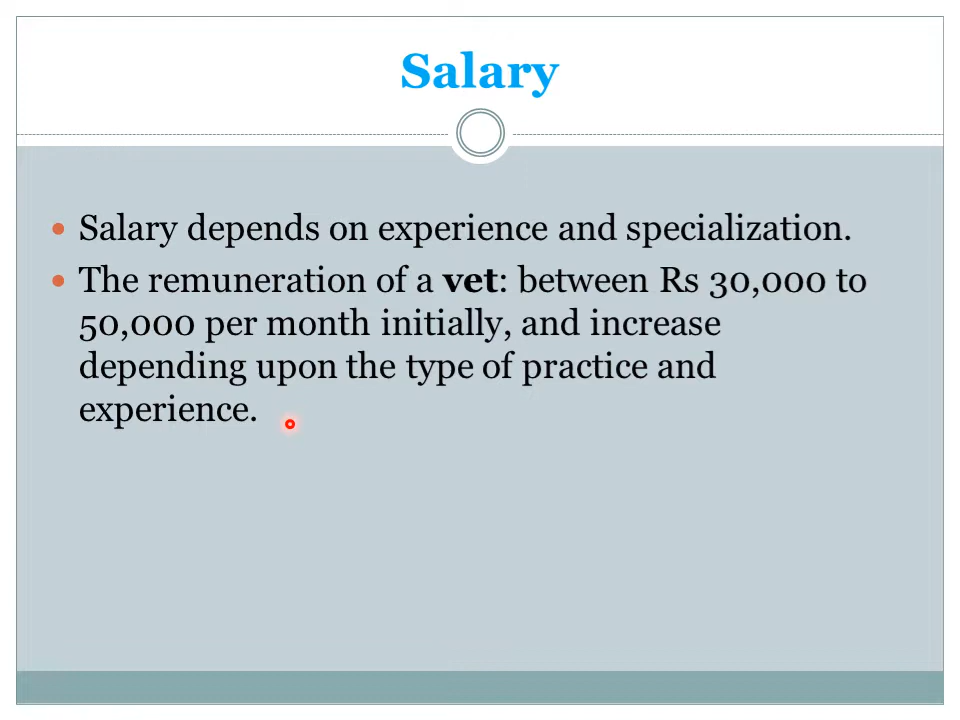 Salary
• Salary depends on experience and specialization.
• The remuneration of a vet: between Rs 30,000 to
50,000 per month initially, and increase
depending upon the type of practice and
experience.